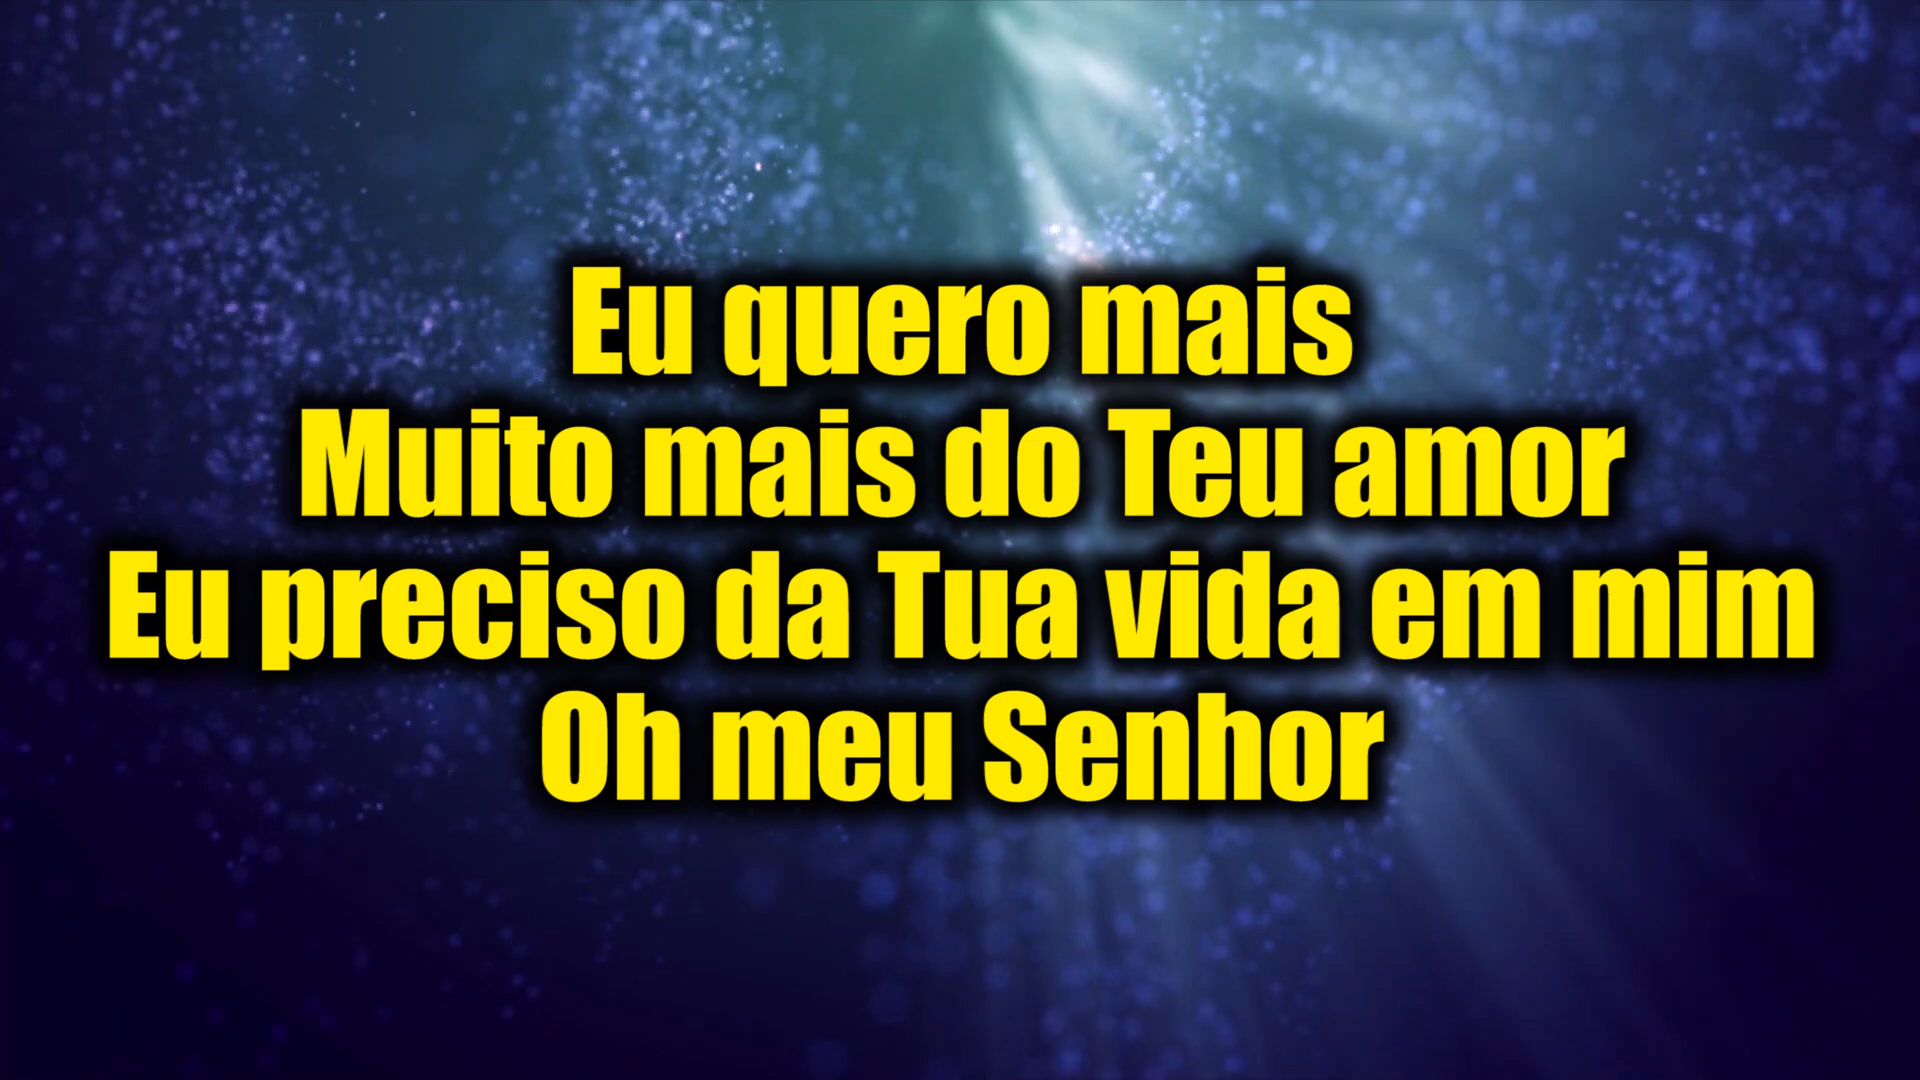 Eu quero mais
Muito mais do Teu amor
Eu preciso da Tua vida em mim
Oh meu Senhor